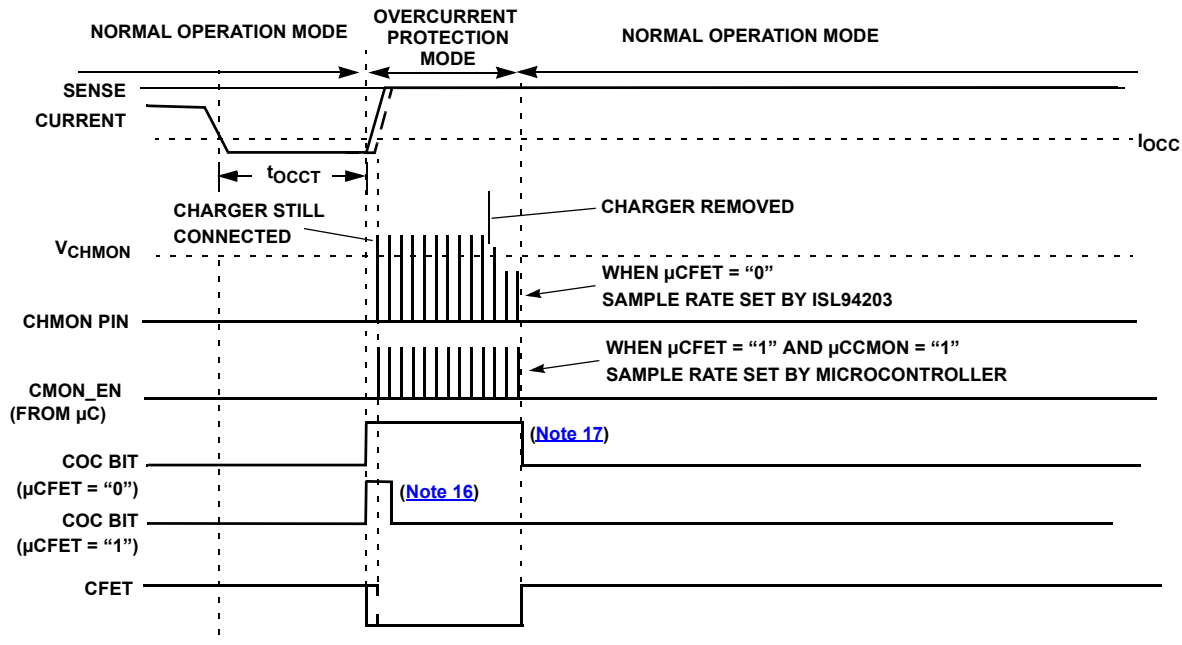 NORMAL OPERATION MODE
OVERCURRENT
PROTECTION
MODE
NORMAL OPERATION MODE
SENSE
CURRENT
IOCC
tOCCT
CHARGER STILL
CONNECTED
CHARGER REMOVED
VCHMON
WHEN µCFET = “0”
SAMPLE RATE SET BY ISL94203
CHMON PIN
WHEN µCFET = “1” AND µCCMON = “1”
SAMPLE RATE SET BY MICROCONTROLLER
CMON_EN
(FROM µC)
(Note 17)
COC BIT
(µCFET = “0”)
(Note 16)
COC BIT
(µCFET = “1”)
CFET